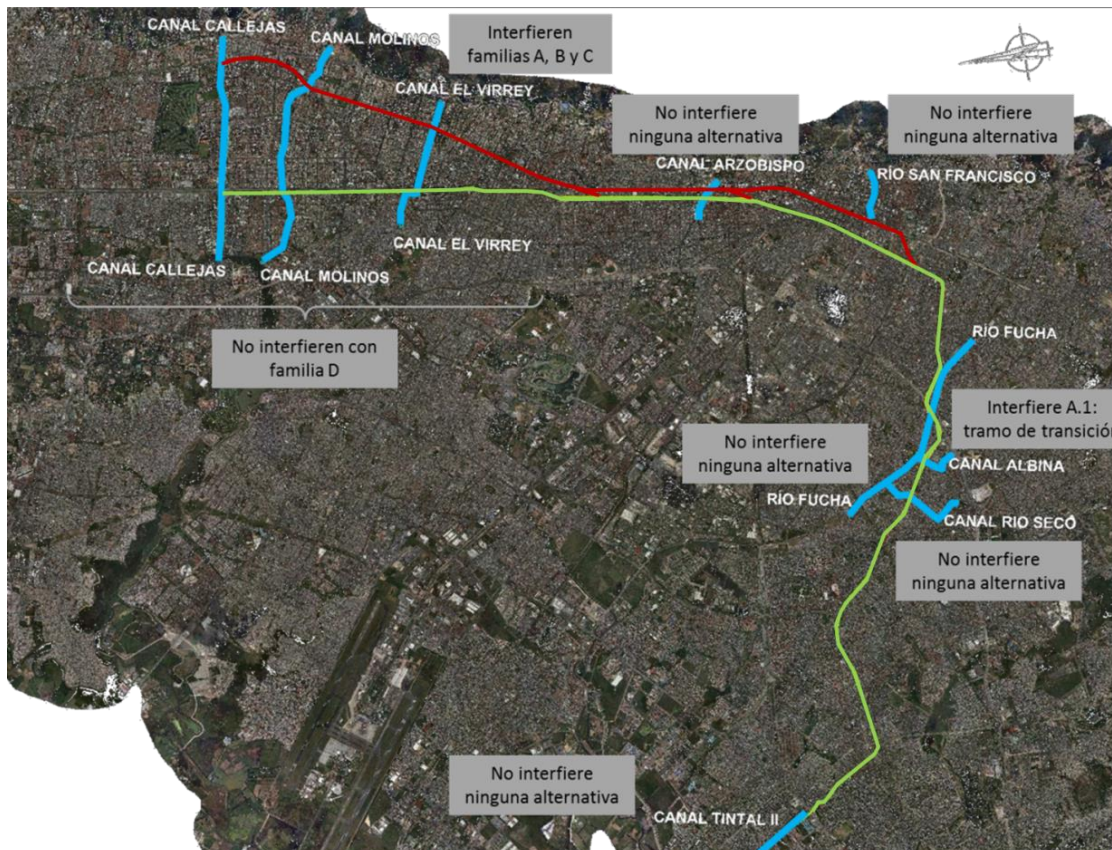 CANAL CALLEJAS
CANAL MOLINOS
Interfieren
familias A, B y C
CANAL EL VIRREY
No interfiere
ninguna alternativa
No interfiere
ninguna alternativa
CANAL ARZOBISPO
RÍO SAN FRANCISCO
CANAL EL VIRREY
CANAL CALLEJAS
CANAL MOLINOS
No interfieren con
familia D
RÍO FUCHA
Interfiere A.1:
tramo de transición
No interfiere
ninguna alternativa
CANAL ALBINA
RÍO FUCHA
CANAL RIO SECO
No interfiere
ninguna alternativa
No interfiere
ninguna alternativa
CANAL TINTAL II